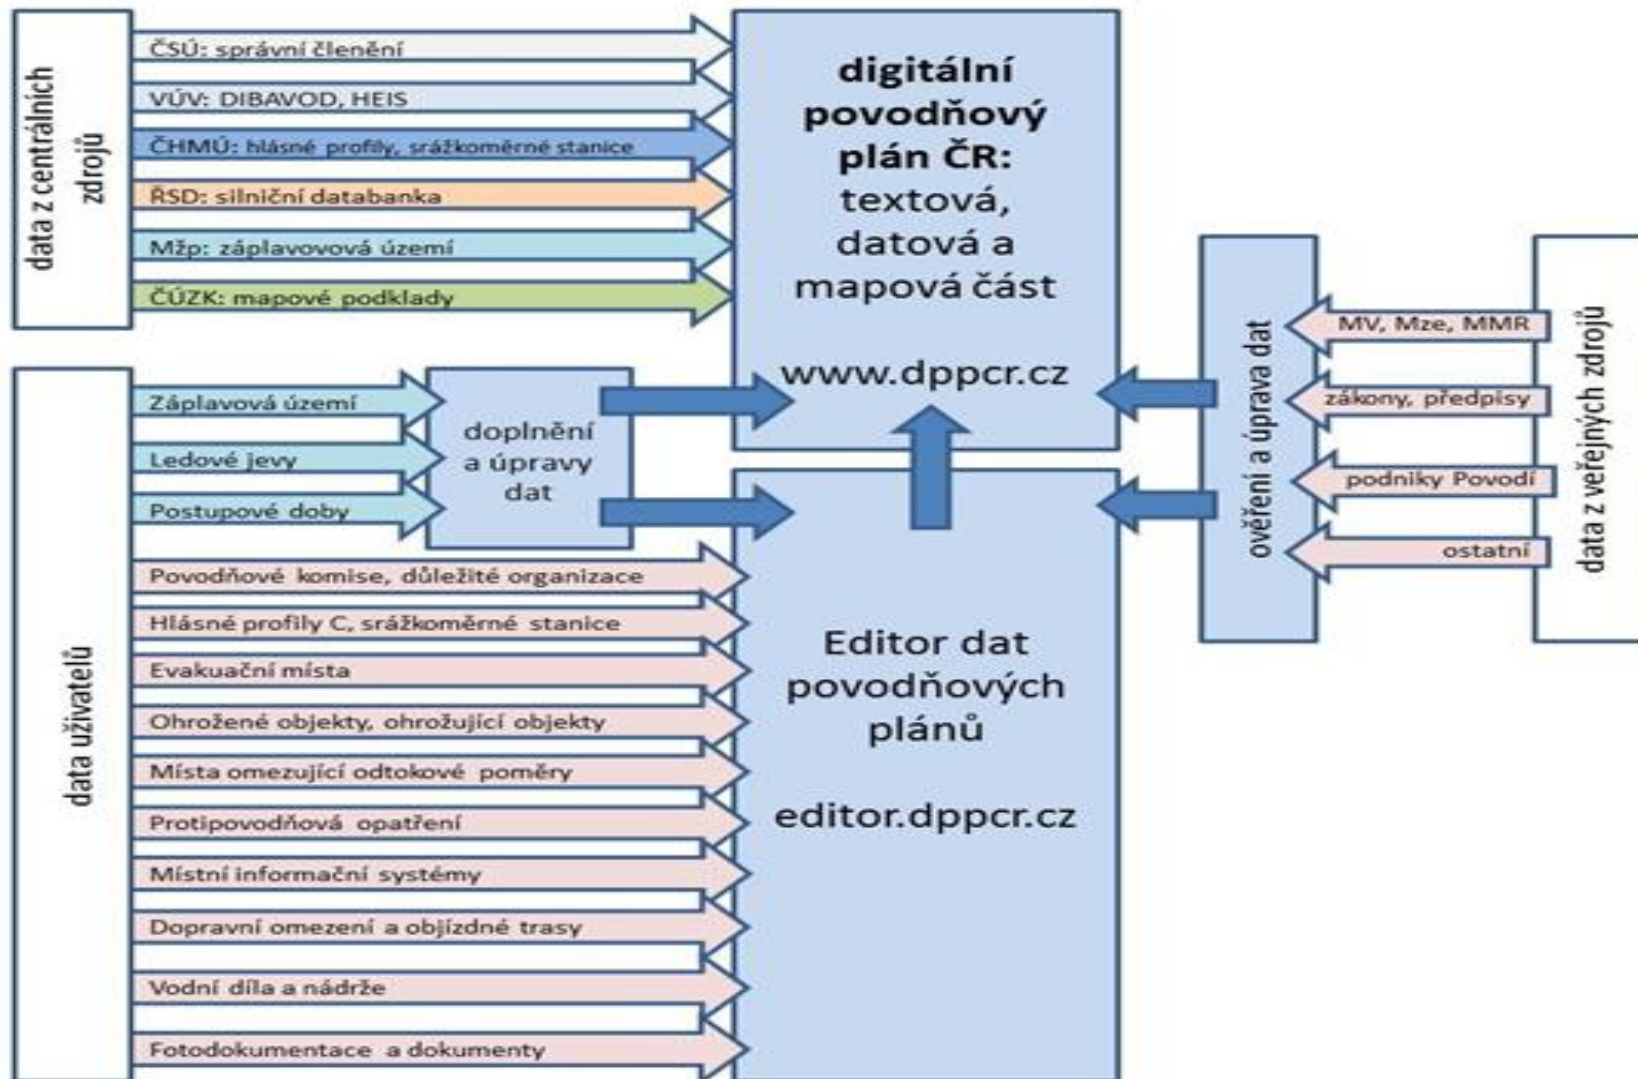 data z centrálních
zdrojů
ČSÚ: správní členění
VÚV: DIBAVOD, HEIS
ČHMÚ: hlásné profily, srážkoměrné stanice
ŘSD: silniční databanka
Mžp: záplavovová území
ČÚZK: mapové podklady
digitální
povodňový
plán ČR:
textová,
datová a
mapová část
www.dppcr.cz
data uživatelů
Záplavová území
Ledové jevy
Postupové doby
doplnění
a úpravy
dat
Povodňové komise, důležité organizace
Hlásné profily C, srážkoměrné stanice
Evakuační místa
Ohrožené objekty, ohrožující objekty
Místa omezující odtokové poměry
Protipovodňová opatření
Místní informační systémy
Dopravní omezení a objízdné trasy
Vodní díla a nádrže
Fotodokumentace a dokumenty
Editor dat
povodňových
plánů
editor.dppcr.cz
ověření a úprava dat
MV, Mze, MMR
zákony, předpisy
podniky Povodí
ostatní
data z veřejných zdrojů